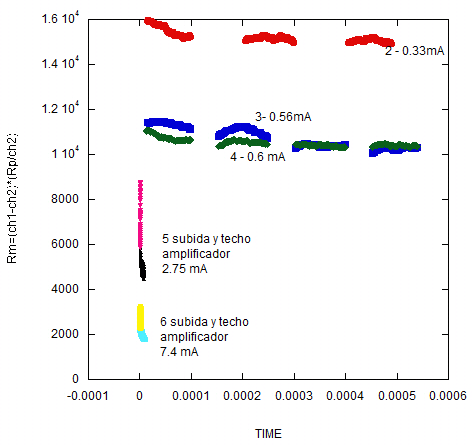 1.6 10⁴
1.4 10⁴
1.2 10⁴
1 10⁴
8000
6000
4000
2000
0
Rm=(ch1-ch2)*(Rp/ch2)
2 - 0.33mA
3- 0.56mA
4 - 0.6 mA
5 subida y techo
amplificador
2.75 mA
6 subida y techo
amplificador
7.4 mA
-0.0001
0
0.0001
0.0002
0.0003
0.0004
0.0005
0.0006
TIME